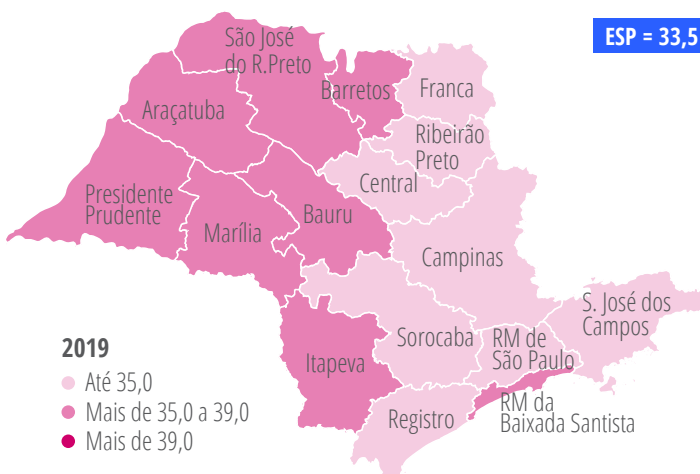 ESP = 33,5
São José
do R.Preto
Barretos
Franca
Araçatuba
Ribeirão
Preto
Central
Presidente
Prudente
Marília
Bauru
Campinas
S. José dos
Campos
Sorocaba
RM de
São Paulo
Itapeva
Registro
RM da
Baixada Santista
2019
Até 35,0
Mais de 35,0 a 39,0
Mais de 39,0